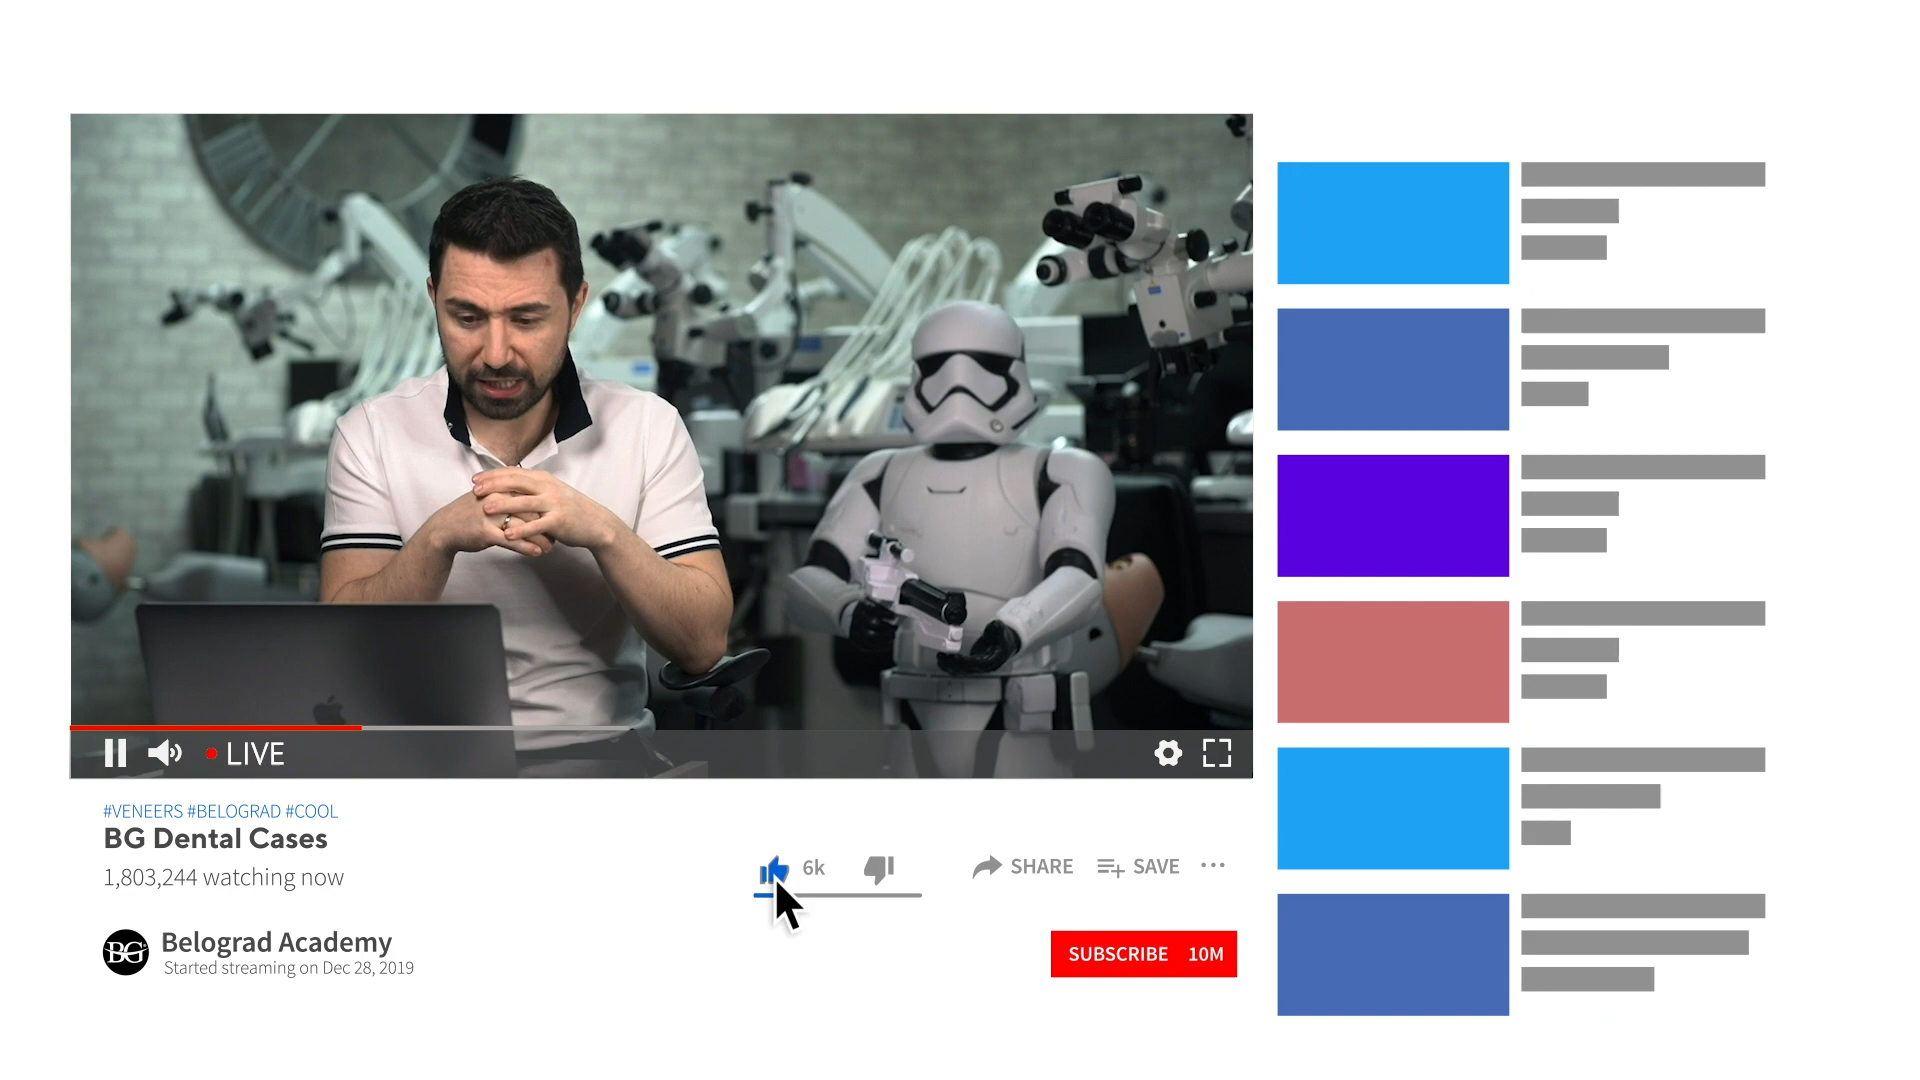 LIVE
#VENEERS #BELOGRAD #COOL
BG Dental Cases
1,803,244 watching now
6k
SHARE
SAVE
BG
Belograd Academy
Started streaming on Dec 28, 2019
SUBSCRIBE 10M